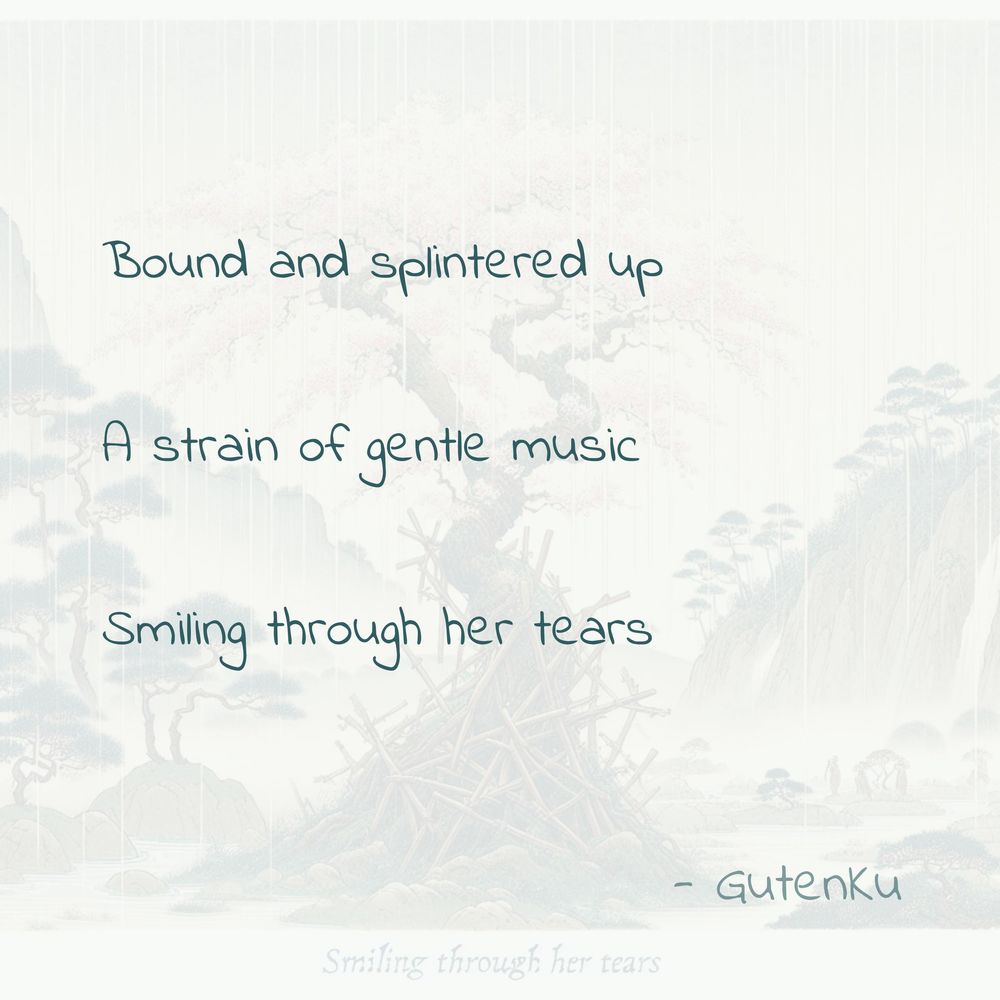 Bound and splintered up
A strain of gentle music
Smiling through her tears
- GutenKu
Smiling through her tears